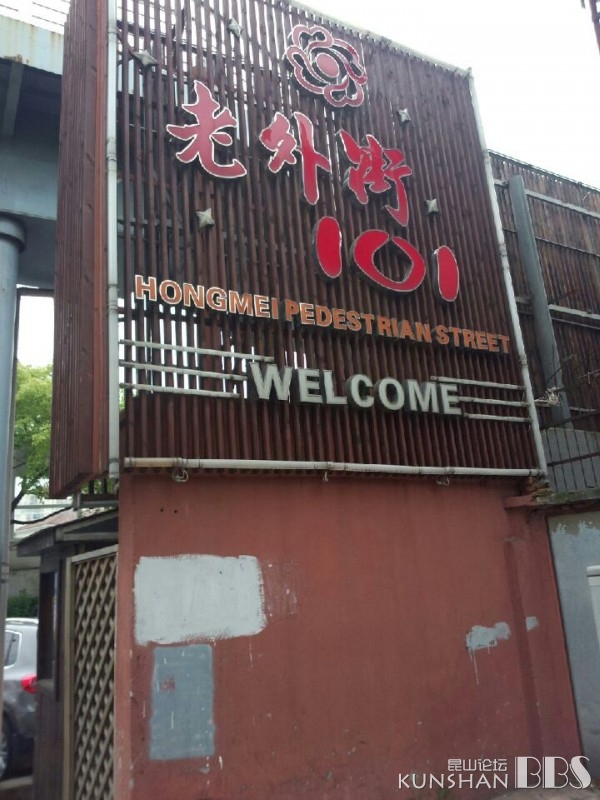 老外街
101
HONGMEI PEDESTRIAN STREET
WELCOME
昆山论坛
KUNSHAN BBS